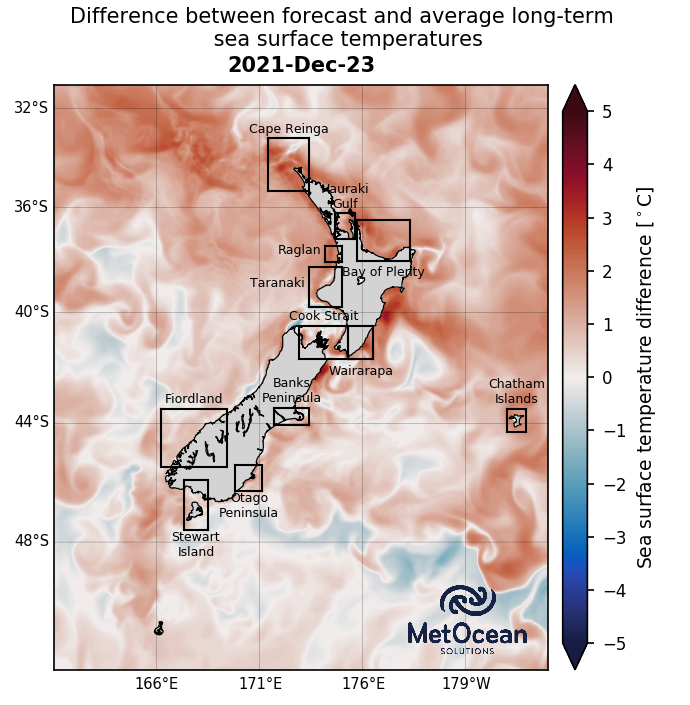 Difference between forecast and average long-term
sea surface temperatures
2021-Dec-23
32°S
36°S
40°S
44°S
48°S
Cape Reinga
Hauraki
Gulf
Raglan
Bay of Plenty
Taranaki
Cook Strait
Wairarapa
Banks
Peninsula
Fiordland
Chatham
Islands
Otago
Peninsula
Stewart
Island
MetOcean
SOLUTIONS
166°E
171°E
176°E
179°W
5
4
3
2
1
0
−1
−2
−3
−4
−5
Sea surface temperature difference [°C]